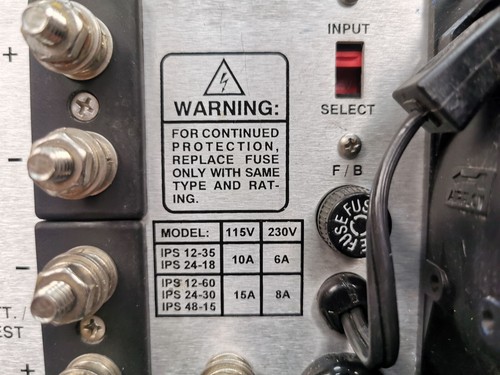 +
INPUT
SELECT
WARNING:
FOR CONTINUED
PROTECTION,
REPLACE FUSE
ONLY WITH SAME
TYPE AND RAT-
ING.
-
F/B
FUSE FUSE
MODEL: 115V 230V
IPS 12-35
IPS 24-18
10A 6A
IPS 12-60
IPS 24-30
IPS 48-15
15A 8A
-
T./
EST
+